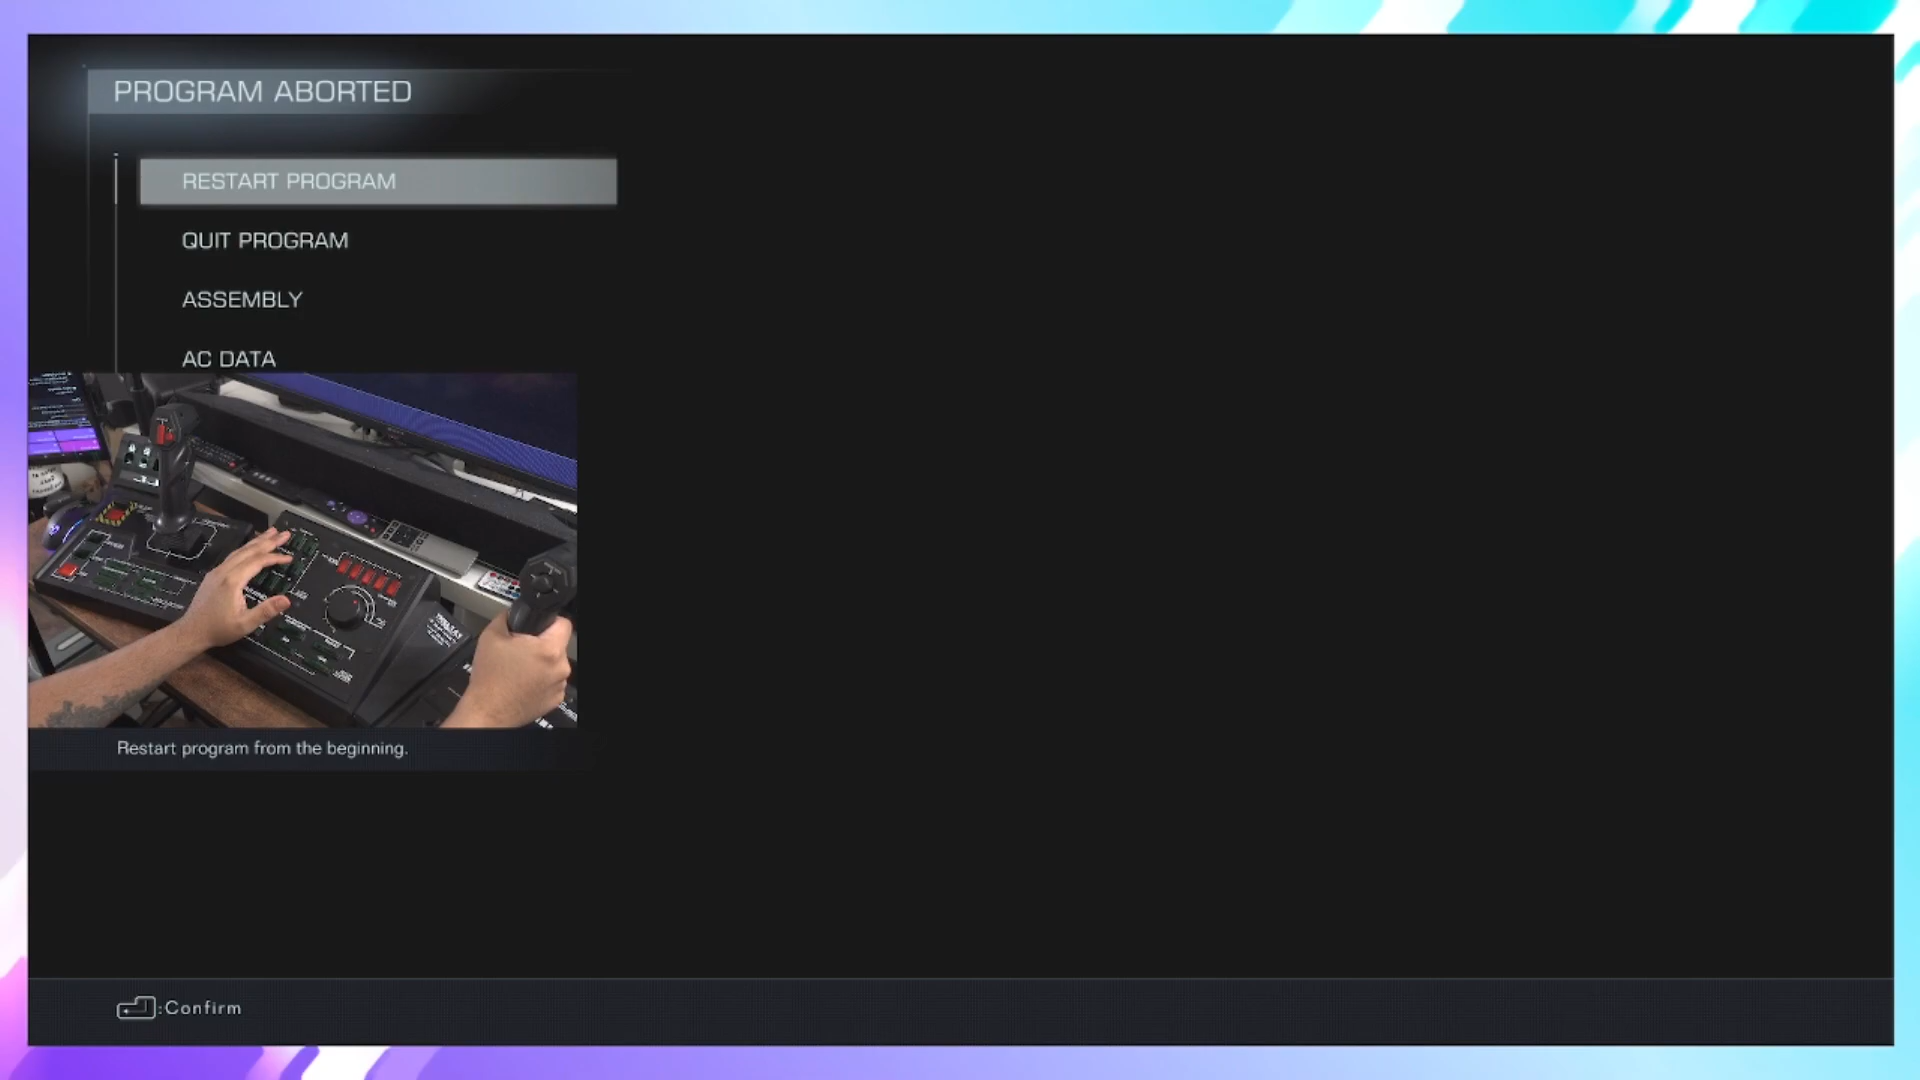 PROGRAM ABORTED
RESTART PROGRAM
QUIT PROGRAM
ASSEMBLY
AC DATA
Restart program from the beginning.
:Confirm